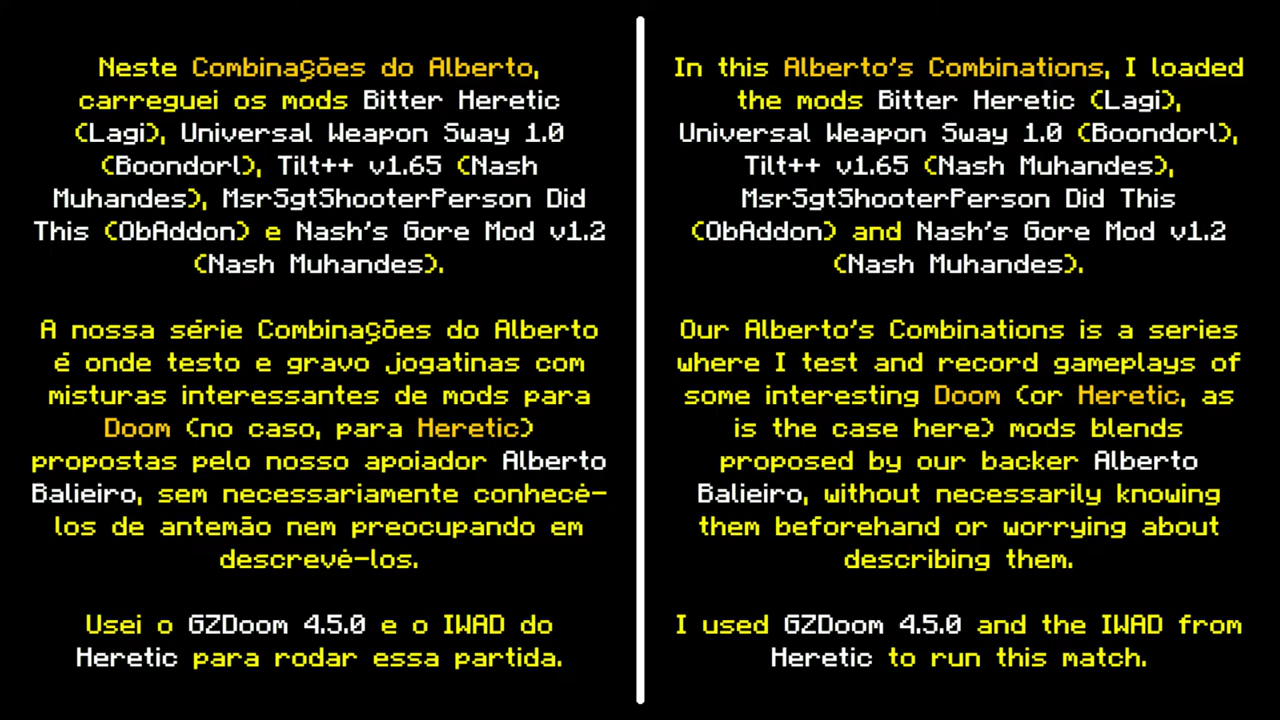 Neste Combinações do Alberto,
carreguei os mods Bitter Heretic
(Lagi), Universal Weapon Sway 1.0
(Boondorl), Tilt++ v1.65 (Nash
Muhandes), MsrSgtShooterPerson Did
This (ObAddon) e Nash's Gore Mod v1.2
(Nash Muhandes).
A nossa série Combinações do Alberto
é onde testo e gravo jogatinas com
misturas interessantes de mods para
Doom (no caso, para Heretic)
propostas pelo nosso apoiador Alberto
Balieiro, sem necessariamente conhecê-
los de antemão nem preocupando em
descrevê-los.
Usei o GZDoom 4.5.0 e o IWAD do
Heretic para rodar essa partida.
In this Alberto's Combinations, I loaded
the mods Bitter Heretic (Lagi),
Universal Weapon Sway 1.0 (Boondorl),
Tilt++ v1.65 (Nash Muhandes),
MsrSgtShooterPerson Did This
(ObAddon) and Nash's Gore Mod v1.2
(Nash Muhandes).
Our Alberto's Combinations is a series
where I test and record gameplays of
some interesting Doom (or Heretic, as
is the case here) mods blends
proposed by our backer Alberto
Balieiro, without necessarily knowing
them beforehand or worrying about
describing them.
I used GZDoom 4.5.0 and the IWAD from
Heretic to run this match.